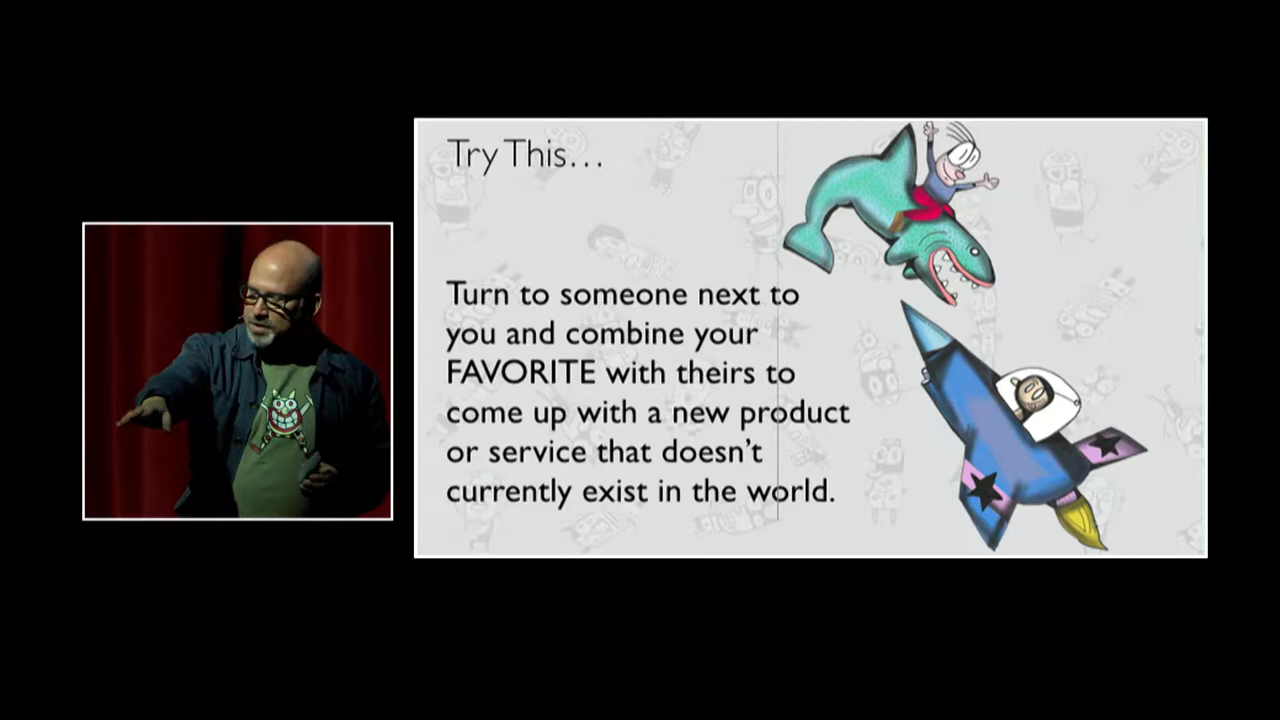 Try This...
Turn to someone next to
you and combine your
FAVORITE with theirs to
come up with a new product
or service that doesn't
currently exist in the world.